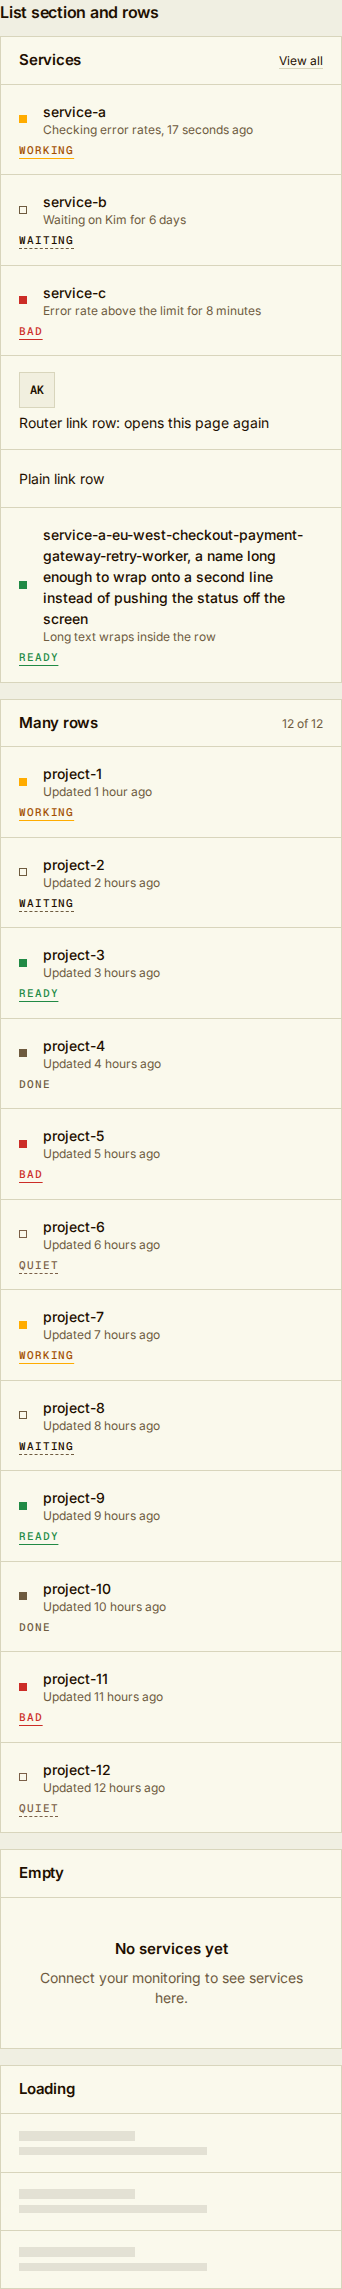 List section and rows
Services
View all
service-a
Checking error rates, 17 seconds ago
WORKING
service-b
Waiting on Kim for 6 days
WAITING
service-c
Error rate above the limit for 8 minutes
BAD
AK
Router link row: opens this page again
Plain link row
service-a-eu-west-checkout-payment-
gateway-retry-worker, a name long
enough to wrap onto a second line
instead of pushing the status off the
screen
Long text wraps inside the row
READY
Many rows
12 of 12
project-1
Updated 1 hour ago
WORKING
project-2
Updated 2 hours ago
WAITING
project-3
Updated 3 hours ago
READY
project-4
Updated 4 hours ago
DONE
project-5
Updated 5 hours ago
BAD
project-6
Updated 6 hours ago
QUIET
project-7
Updated 7 hours ago
WORKING
project-8
Updated 8 hours ago
WAITING
project-9
Updated 9 hours ago
READY
project-10
Updated 10 hours ago
DONE
project-11
Updated 11 hours ago
BAD
project-12
Updated 12 hours ago
QUIET
Empty
No services yet
Connect your monitoring to see services
here.
Loading